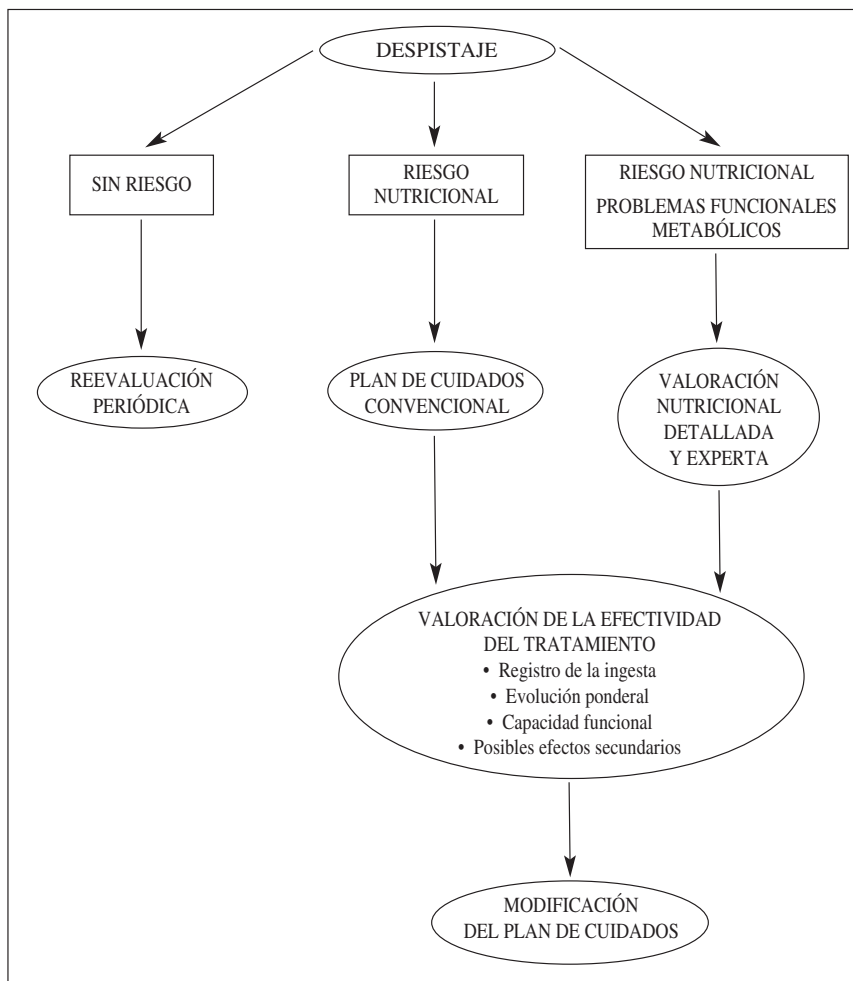 DESPISTAJE
SIN RIESGO
RIESGO
NUTRICIONAL
RIESGO NUTRICIONAL
PROBLEMAS FUNCIONALES
METABÓLICOS
REEVALUACIÓN
PERIÓDICA
PLAN DE CUIDADOS
CONVENCIONAL
VALORACIÓN
NUTRICIONAL
DETALLADA
Y EXPERTA
VALORACIÓN DE LA EFECTIVIDAD
DEL TRATAMIENTO
• Registro de la ingesta
• Evolución ponderal
• Capacidad funcional
• Posibles efectos secundarios
MODIFICACIÓN
DEL PLAN DE CUIDADOS